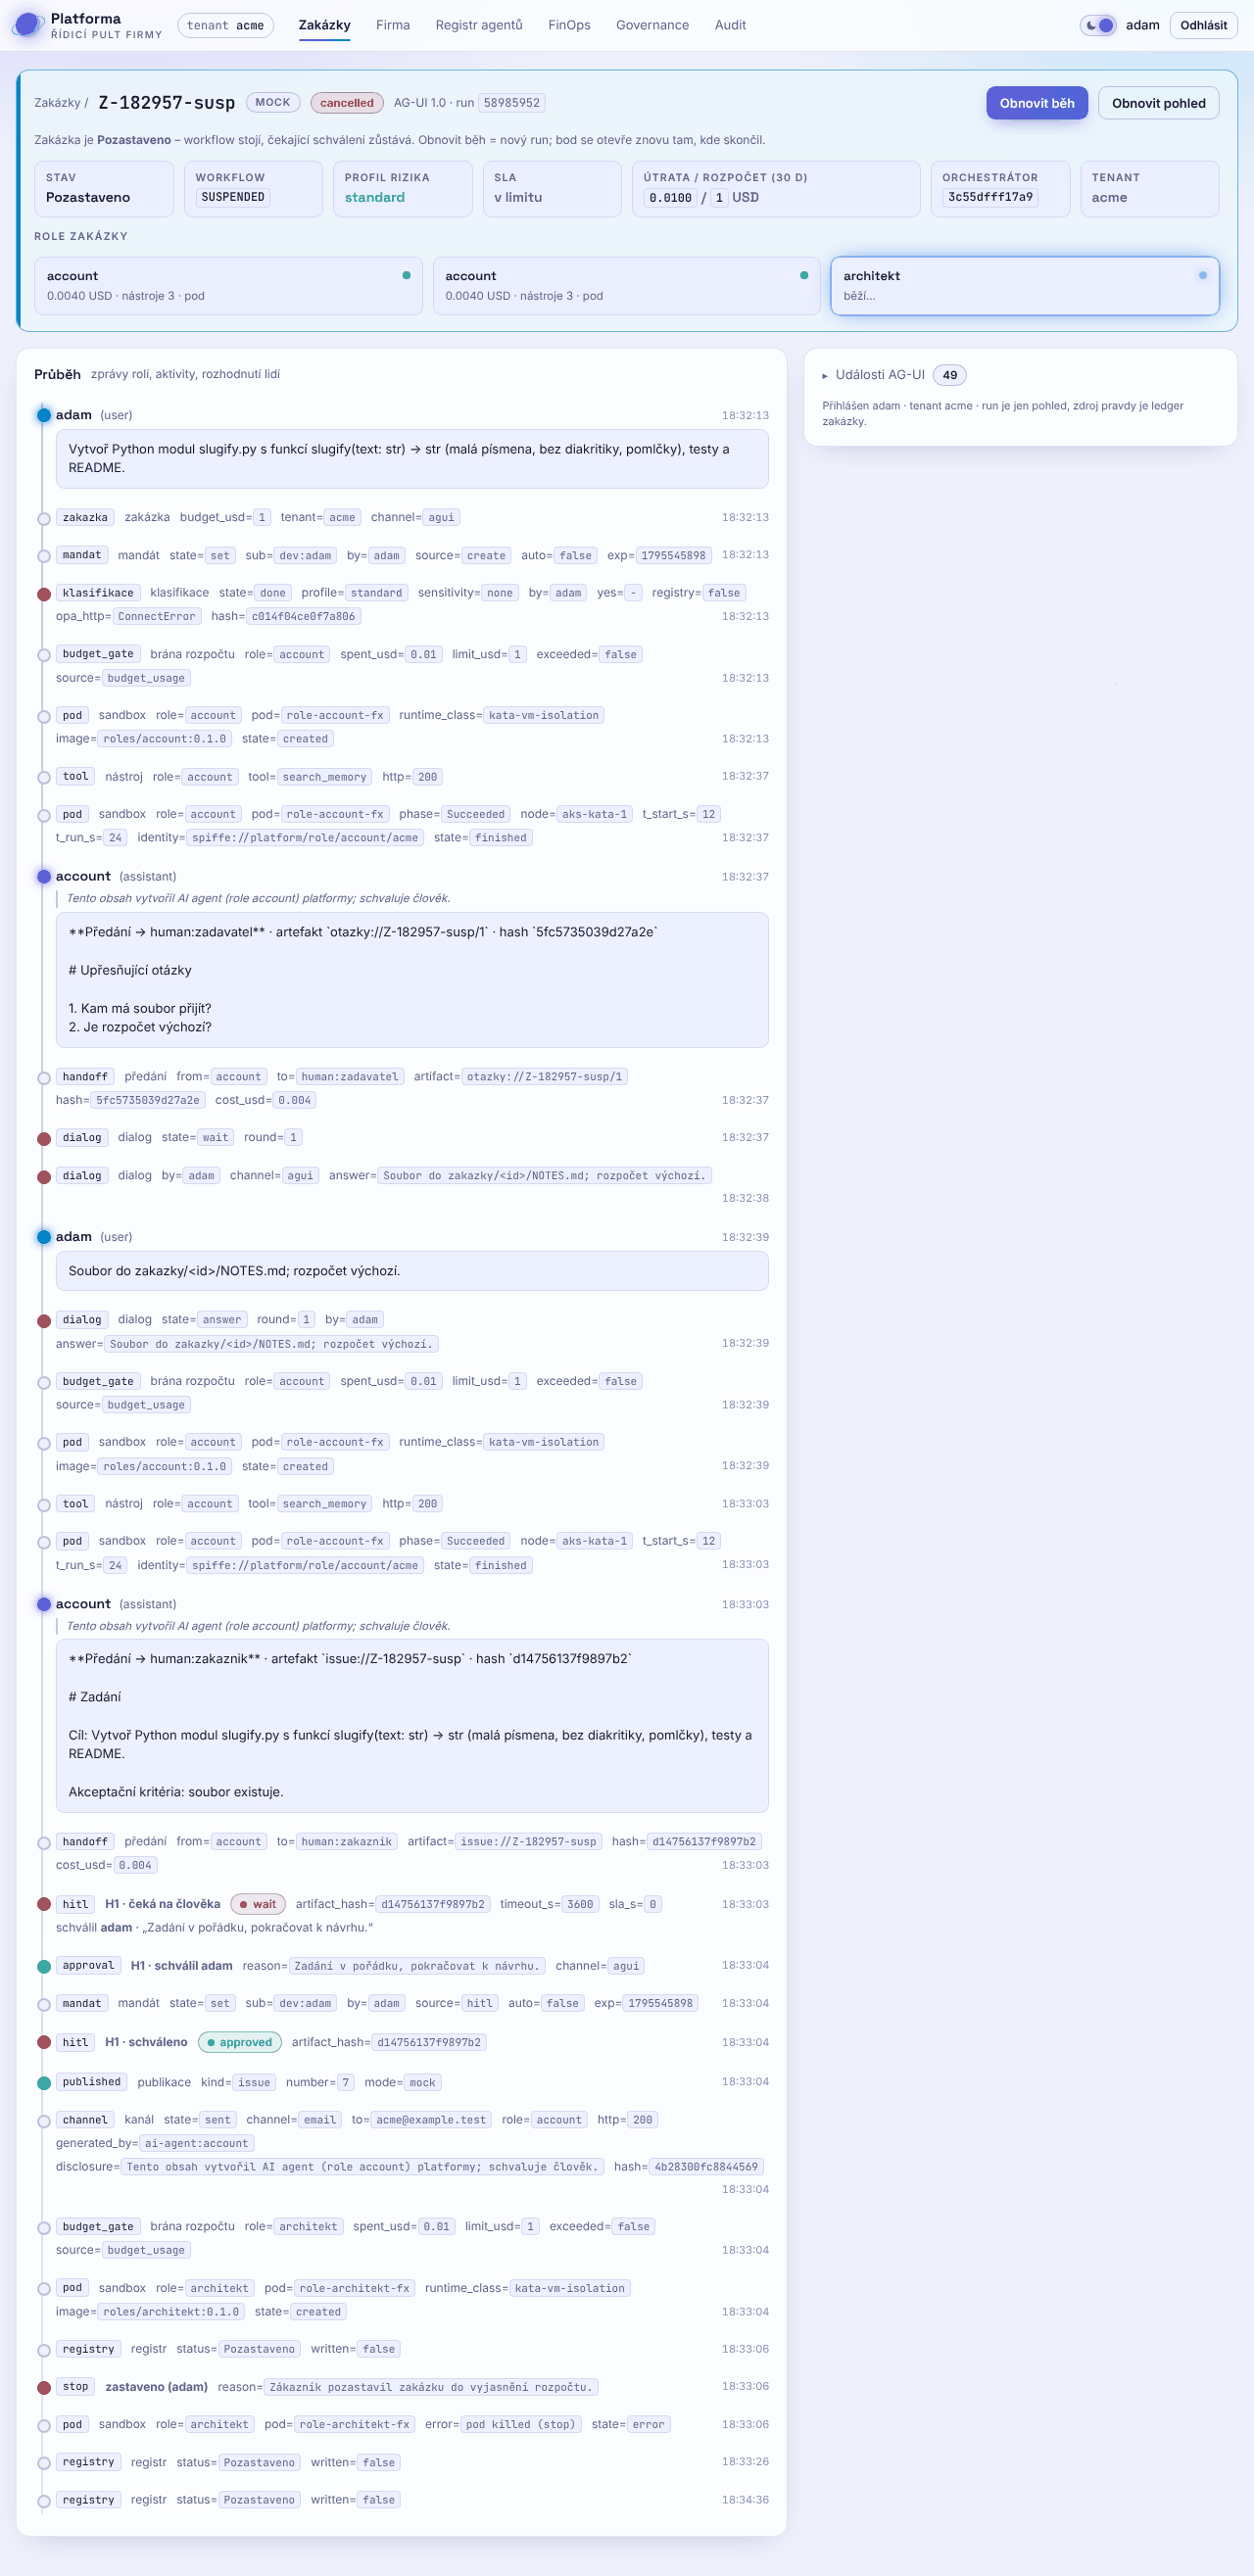 Platforma
ŘÍDICÍ PULT FIRMY
tenant acme
Zakázky
Firma
Registr agentů
FinOps
Governance
Audit
adam
Odhlásit
Zakázky / Z-182957-susp MOCK cancelled AG-UI 1.0 · run 58985952
Obnovit běh
Obnovit pohled
Zakázka je Pozastaveno – workflow stojí, čekající schválení zůstává. Obnovit běh = nový run; bod se otevře znovu tam, kde skončil.
STAV
Pozastaveno
WORKFLOW
SUSPENDED
PROFIL RIZIKA
standard
SLA
v limitu
ÚTRATA / ROZPOČET (30 D)
0.0100 / 1 USD
ORCHESTRÁTOR
3c55dfff17a9
TENANT
acme
ROLE ZAKÁZKY
account
0.0040 USD · nástroje 3 · pod
account
0.0040 USD · nástroje 3 · pod
architekt
běží…
Průběh zprávy rolí, aktivity, rozhodnutí lidí
adam (user) 18:32:13
Vytvoř Python modul slugify.py s funkcí slugify(text: str) → str (malá písmena, bez diakritiky, pomlčky), testy a
README.
zakazka zakázka budget_usd=1 tenant=acme channel=agui 18:32:13
mandat mandát state=set sub=dev:adam by=adam source=create auto=false exp=1795545898 18:32:13
klasifikace klasifikace state=done profile=standard sensitivity=none by=adam yes=- registry=false
opa_http=ConnectError hash=c014f04ce0f7a806 18:32:13
budget_gate brána rozpočtu role=account spent_usd=0.01 limit_usd=1 exceeded=false
source=budget_usage 18:32:13
pod sandbox role=account pod=role-account-fx runtime_class=kata-vm-isolation
image=roles/account:0.1.0 state=created 18:32:13
tool nástroj role=account tool=search_memory http=200 18:32:37
pod sandbox role=account pod=role-account-fx phase=Succeeded node=aks-kata-1 t_start_s=12
t_run_s=24 identity=spiffe://platform/role/account/acme state=finished 18:32:37
account (assistant) 18:32:37
Tento obsah vytvořil AI agent (role account) platformy; schvaluje člověk.
**Předání → human:zadavatel** · artefakt `otazky://Z-182957-susp/1` · hash `5fc5735039d27a2e`
# Upřesňující otázky
1. Kam má soubor přijít?
2. Je rozpočet výchozí?
handoff předání from=account to=human:zadavatel artifact=otazky://Z-182957-susp/1
hash=5fc5735039d27a2e cost_usd=0.004 18:32:37
dialog dialog state=wait round=1 18:32:37
dialog dialog by=adam channel=agui answer=Soubor do zakazky/<id>/NOTES.md; rozpočet výchozí.
18:32:38
adam (user) 18:32:39
Soubor do zakazky/<id>/NOTES.md; rozpočet výchozí.
dialog dialog state=answer round=1 by=adam
answer=Soubor do zakazky/<id>/NOTES.md; rozpočet výchozí. 18:32:39
budget_gate brána rozpočtu role=account spent_usd=0.01 limit_usd=1 exceeded=false
source=budget_usage 18:32:39
pod sandbox role=account pod=role-account-fx runtime_class=kata-vm-isolation
image=roles/account:0.1.0 state=created 18:32:39
tool nástroj role=account tool=search_memory http=200 18:33:03
pod sandbox role=account pod=role-account-fx phase=Succeeded node=aks-kata-1 t_start_s=12
t_run_s=24 identity=spiffe://platform/role/account/acme state=finished 18:33:03
account (assistant) 18:33:03
Tento obsah vytvořil AI agent (role account) platformy; schvaluje člověk.
**Předání → human:zakaznik** · artefakt `issue://Z-182957-susp` · hash `d14756137f9897b2`
# Zadání
Cíl: Vytvoř Python modul slugify.py s funkcí slugify(text: str) → str (malá písmena, bez diakritiky, pomlčky), testy a
README.
Akceptační kritéria: soubor existuje.
handoff předání from=account to=human:zakaznik artifact=issue://Z-182957-susp hash=d14756137f9897b2
cost_usd=0.004 18:33:03
hitl H1 · čeká na člověka wait artifact_hash=d14756137f9897b2 timeout_s=3600 sla_s=0 18:33:03
schválil adam · „Zadání v pořádku, pokračovat k návrhu.“
approval H1 · schválil adam reason=Zadání v pořádku, pokračovat k návrhu. channel=agui 18:33:04
mandat mandát state=set sub=dev:adam by=adam source=hitl auto=false exp=1795545898 18:33:04
hitl H1 · schváleno approved artifact_hash=d14756137f9897b2 18:33:04
published publikace kind=issue number=7 mode=mock 18:33:04
channel kanál state=sent channel=email to=acme@example.test role=account http=200
generated_by=ai-agent:account
disclosure=Tento obsah vytvořil AI agent (role account) platformy; schvaluje člověk. hash=4b28300fc8844569
18:33:04
budget_gate brána rozpočtu role=architekt spent_usd=0.01 limit_usd=1 exceeded=false
source=budget_usage 18:33:04
pod sandbox role=architekt pod=role-architekt-fx runtime_class=kata-vm-isolation
image=roles/architekt:0.1.0 state=created 18:33:04
registry registr status=Pozastaveno written=false 18:33:06
stop zastaveno (adam) reason=Zákazník pozastavil zakázku do vyjasnění rozpočtu. 18:33:06
pod sandbox role=architekt pod=role-architekt-fx error=pod killed (stop) state=error 18:33:06
registry registr status=Pozastaveno written=false 18:33:26
registry registr status=Pozastaveno written=false 18:34:36
▸ Události AG-UI 49
Přihlášen adam · tenant acme · run je jen pohled, zdroj pravdy je ledger
zakázky.